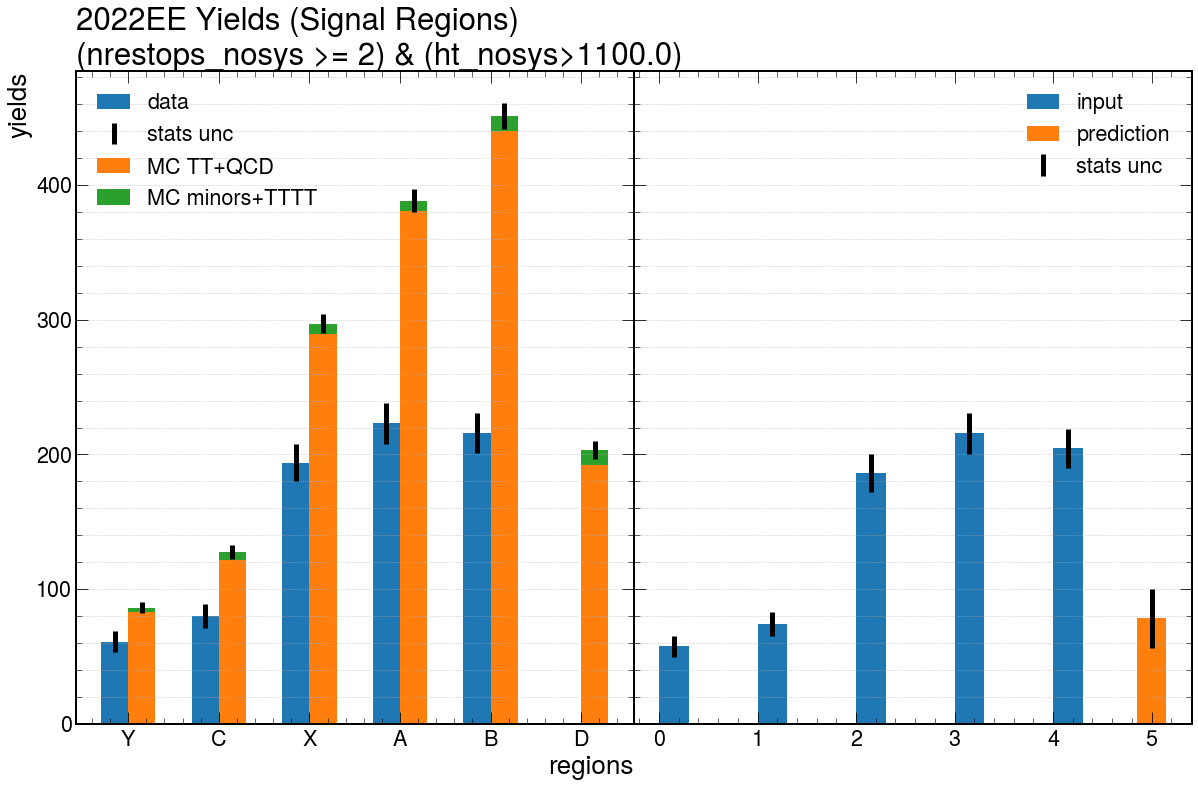 2022EE Yields (Signal Regions)
(nrestops_nosys >= 2) & (ht_nosys>1100.0)
yields
data
stats unc
MC TT+QCD
MC minors+TTTT
input
prediction
stats unc
400
300
200
100
0
Y C X A B D
0 1 2 3 4 5
regions